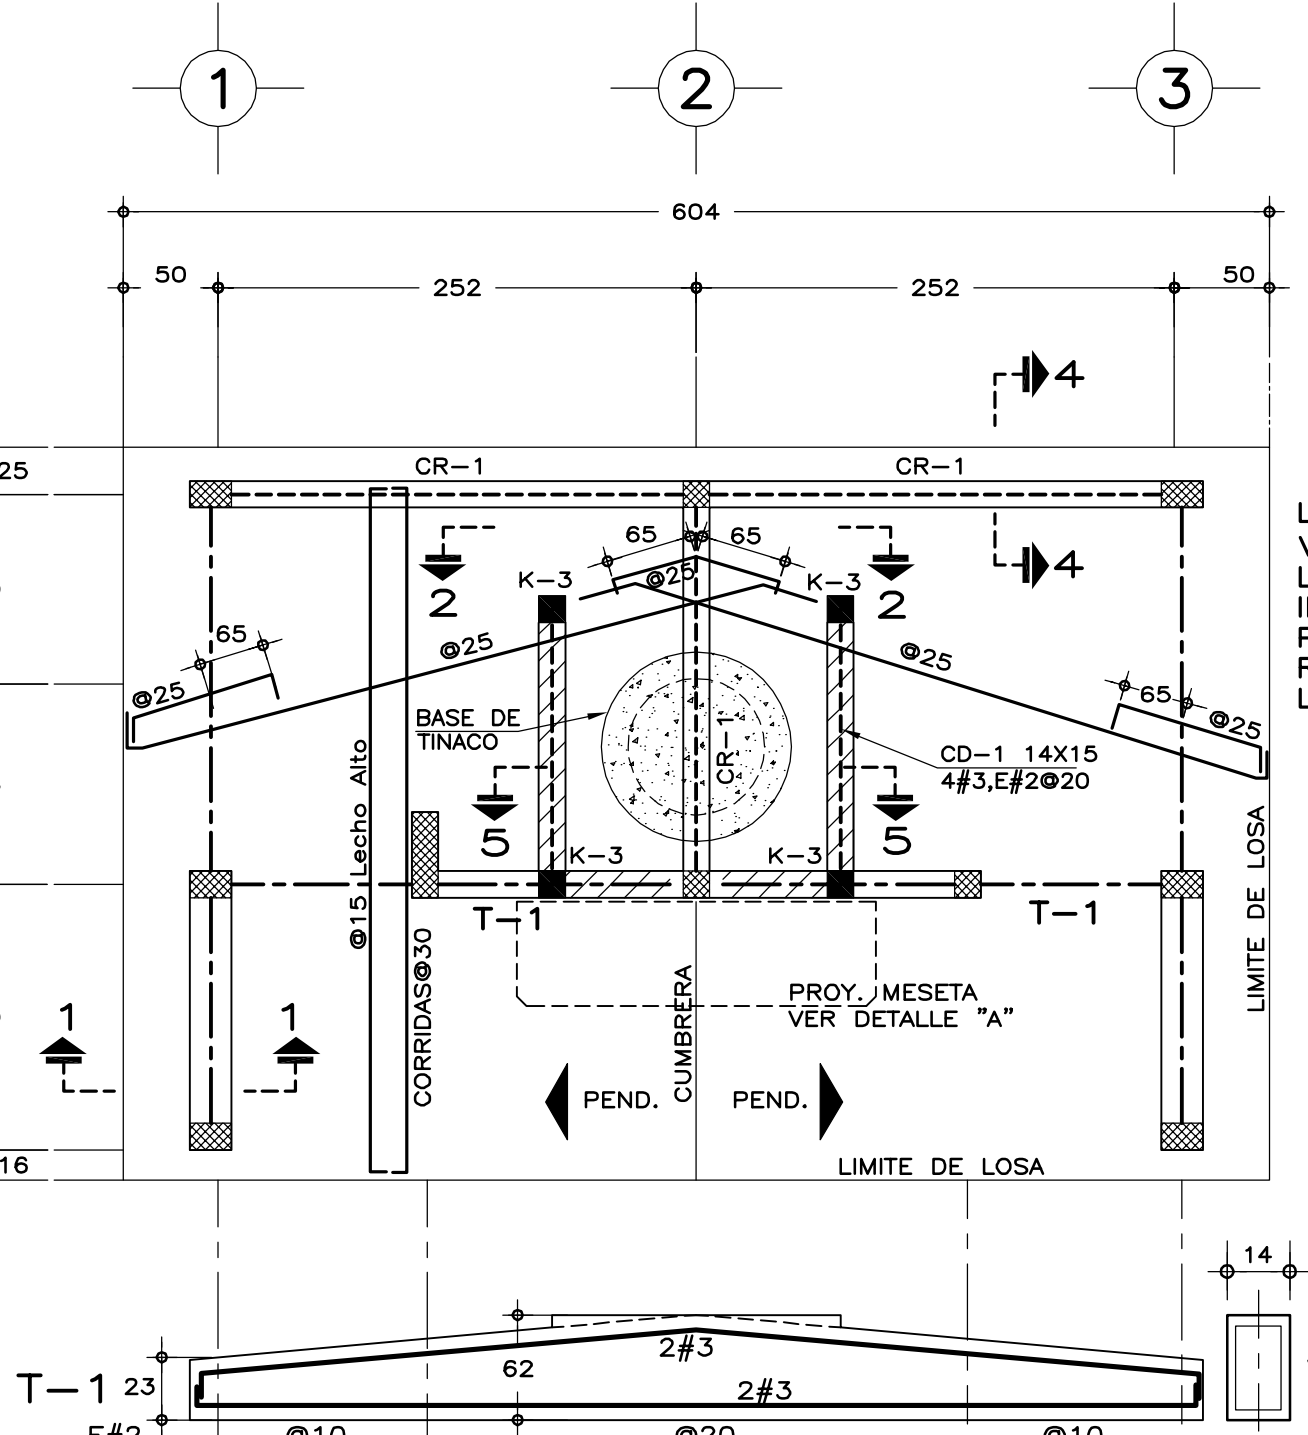 1
2
3
604
50
252
252
50
4
25
CR-1
CR-1
65
65
4
@25
K-3
K-3
2
2
65
@25
@25
@25
65
@25
BASE DE
TINACO
CR-1
CD-1 14X15
4#3,E#2@20
5
5
K-3
K-3
@15 Lecho Alto
CORRIDAS@30
T-1
T-1
LIMITE DE LOSA
CUMBRERA
PROY. MESETA
VER DETALLE "A"
1
1
PEND.
PEND.
16
LIMITE DE LOSA
14
2#3
62
T-1
23
2#3
@10
@20
@10